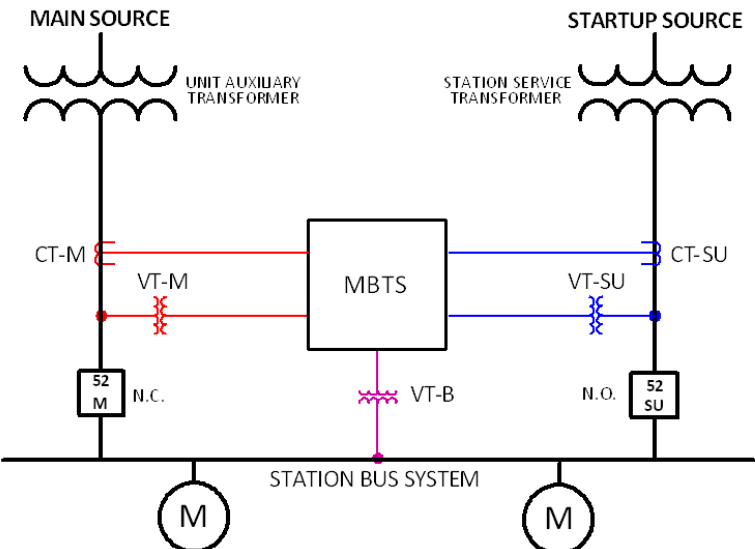 MAIN SOURCE
STARTUP SOURCE
UNIT AUXILIARY
TRANSFORMER
STATION SERVICE
TRANSFORMER
CT-M
CT-SU
VT-M
MBTS
VT-SU
52
M
N.C.
VT-B
N.O.
52
SU
STATION BUS SYSTEM
M
M